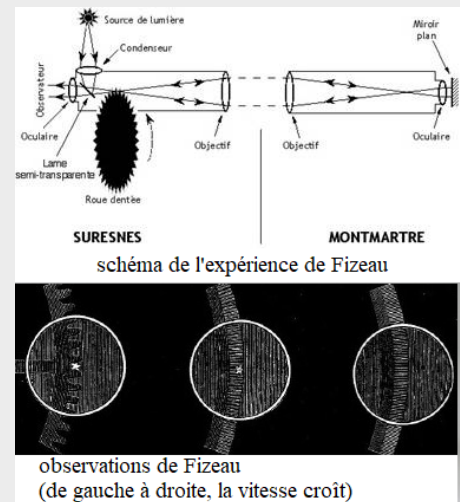 Source de lumière
Condenseur
Miroir
plan
Observateur
Oculaire
Lame
semi-transparente
Objectif
Objectif
Oculaire
Roue dentée
SURESNES
MONTMARTRE
schéma de l'expérience de Fizeau
observations de Fizeau
(de gauche à droite, la vitesse croît)